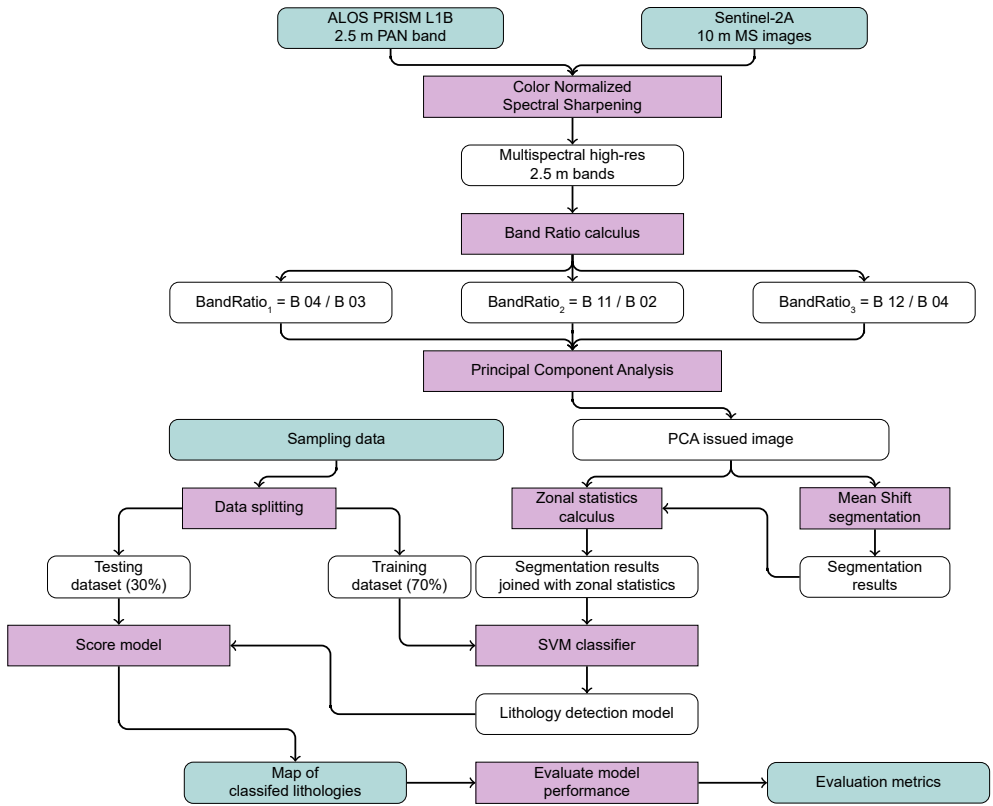 ALOS PRISM L1B
2.5 m PAN band
Sentinel-2A
10 m MS images
Color Normalized
Spectral Sharpening
Multispectral high-res
2.5 m bands
Band Ratio calculus
BandRatio₁ = B 04 / B 03
BandRatio₂ = B 11 / B 02
BandRatio₃ = B 12 / B 04
Principal Component Analysis
Sampling data
PCA issued image
Data splitting
Zonal statistics
calculus
Mean Shift
segmentation
Testing
dataset (30%)
Training
dataset (70%)
Segmentation results
joined with zonal statistics
Segmentation
results
Score model
SVM classifier
Lithology detection model
Map of
classifed lithologies
Evaluate model
performance
Evaluation metrics